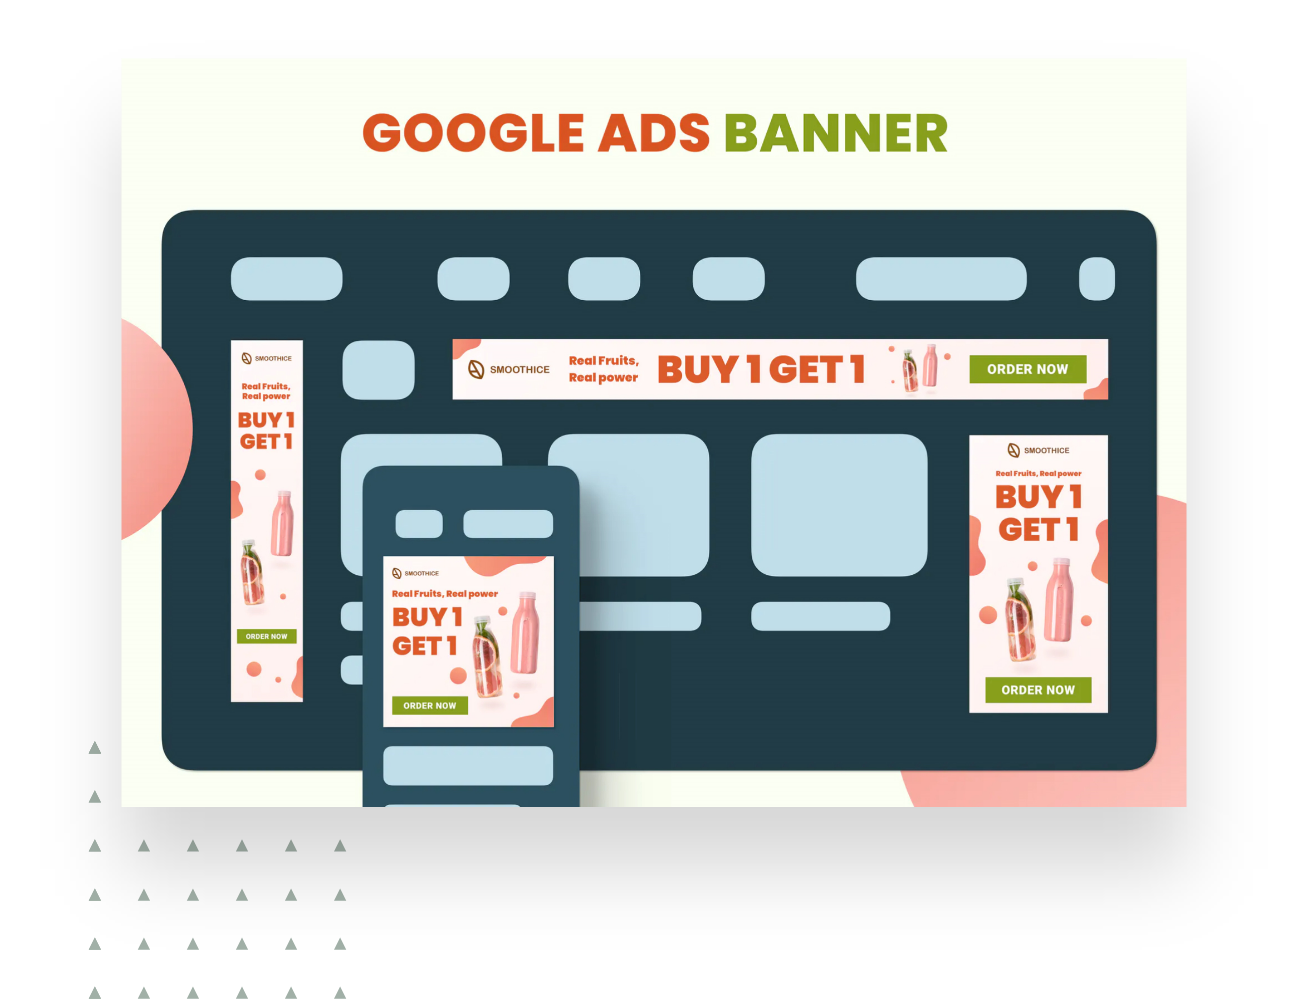 GOOGLE ADS BANNER
SMOOTHICE
Real Fruits,
Real power
BUY 1
GET 1
ORDER NOW
SMOOTHICE
Real Fruits,
Real power
BUY 1 GET 1
ORDER NOW
SMOOTHICE
Real Fruits, Real power
BUY 1
GET 1
ORDER NOW
SMOOTHICE
Real Fruits, Real power
BUY 1
GET 1
ORDER NOW